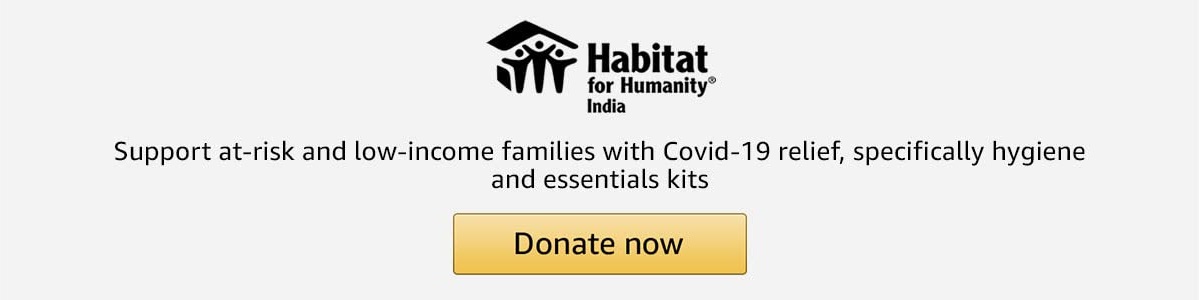 Habitat
for Humanity®
India
Support at-risk and low-income families with Covid-19 relief, specifically hygiene
and essentials kits
Donate now